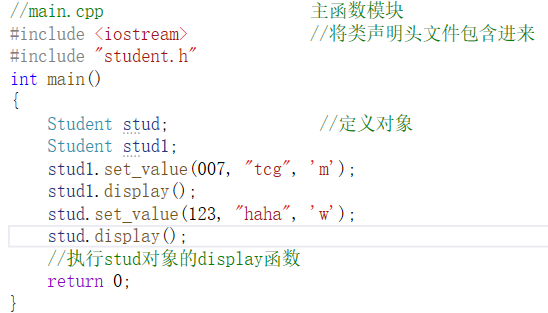 //main.cpp 主函数模块
#include <iostream> //将类声明头文件包含进来
#include "student.h"
int main()
{
Student stud; //定义对象
Student stud1;
stud1.set_value(007, "tcg", 'm');
stud1.display();
stud.set_value(123, "haha", 'w');
stud.display();
//执行stud对象的display函数
return 0;
}